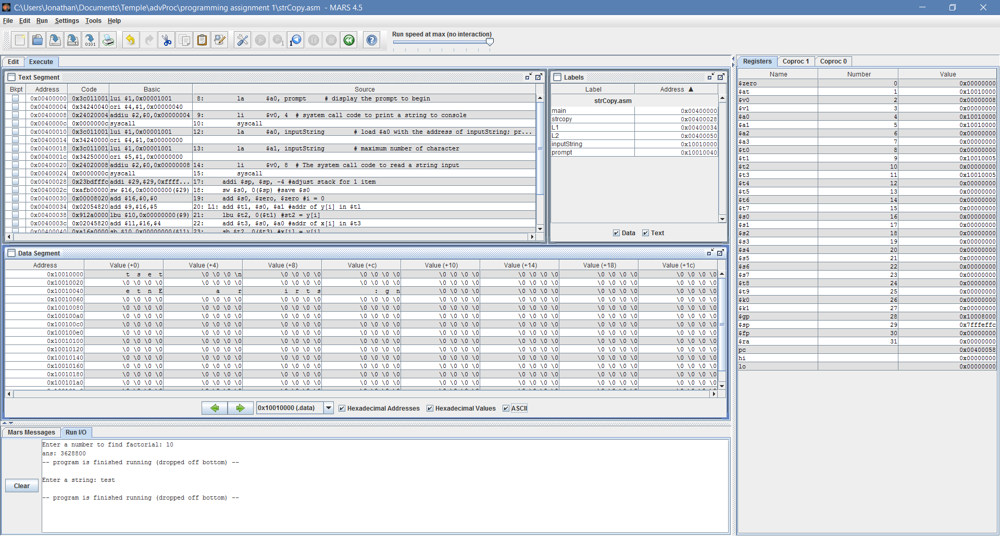 C:\Users\Jonathan\Documents\Temple\advProc\programming assignment 1\strCopy.asm - MARS 4.5
File Edit Run Settings Tools Help
Run speed at max (no interaction)
Edit Execute
Text Segment
Bkpt Address Code Basic Source
0x00400000 0x3c011001 lui $1,0x00001001 8: la $a0, prompt # display the prompt to begin
0x00400004 0x34240040 ori $4,$1,0x00000040
0x00400008 0x24020004 addiu $2,$0,0x00000004 9: li $v0, 4 # system call code to print a string to console
0x0040000c 0x0000000c syscall 10: syscall
0x00400010 0x3c011001 lui $1,0x00001001 12: la $a0, inputString # load $a0 with the address of inputString; pr...
0x00400014 0x34240000 ori $4,$1,0x00000000
0x00400018 0x3c011001 lui $1,0x00001001 13: la $a1, inputString # maximum number of character
0x0040001c 0x34250000 ori $5,$1,0x00000000
0x00400020 0x24020008 addiu $2,$0,0x00000008 14: li $v0, 8 # The system call code to read a string input
0x00400024 0x0000000c syscall 15: syscall
0x00400028 0x23bdfffc addi $29,$29,0xffff... 17: addi $sp, $sp, -4 #adjust stack for 1 item
0x0040002c 0xafb00000 sw $16,0x00000000($29) 18: sw $s0, 0($sp) #save $s0
0x00400030 0x00008020 add $16,$0,$0 19: add $s0, $zero, $zero #i = 0
0x00400034 0x02054820 add $9,$16,$5 20: L1: add $t1, $s0, $a1 #addr of y[i] in $t1
0x00400038 0x912a0000 lbu $10,0x00000000($9) 21: lbu $t2, 0($t1) #st2 = y[i]
0x0040003c 0x02045820 add $11,$16,$4 22: add $t3, $s0, $a0 #addr of x[i] in $t3
0x00400040 0xa16a0000 sb $10,0x00000000($11) 23: sb $t2, 0($t3) #x[i] = y[i]
Labels
Label Address ▲
strCopy.asm
main 0x00400000
strcopy 0x00400028
L1 0x00400034
L2 0x00400050
inputString 0x10010000
prompt 0x10010040
Data Text
Data Segment
Address Value (+0) Value (+4) Value (+8) Value (+c) Value (+10) Value (+14) Value (+18) Value (+1c)
0x10010000 t s e t \0 \0 \0 \n \0 \0 \0 \0 \0 \0 \0 \0 \0 \0 \0 \0 \0 \0 \0 \0 \0 \0 \0 \0 \0 \0 \0 \0
0x10010020 \0 \0 \0 \0 \0 \0 \0 \0 \0 \0 \0 \0 \0 \0 \0 \0 \0 \0 \0 \0 \0 \0 \0 \0 \0 \0 \0 \0 \0 \0 \0 \0
0x10010040 e t n E a r i r t s : g n \0 \0 \0 \0 \0 \0 \0 \0 \0 \0 \0 \0 \0 \0 \0 \0
0x10010060 \0 \0 \0 \0 \0 \0 \0 \0 \0 \0 \0 \0 \0 \0 \0 \0 \0 \0 \0 \0 \0 \0 \0 \0 \0 \0 \0 \0 \0 \0 \0 \0
0x10010080 \0 \0 \0 \0 \0 \0 \0 \0 \0 \0 \0 \0 \0 \0 \0 \0 \0 \0 \0 \0 \0 \0 \0 \0 \0 \0 \0 \0 \0 \0 \0 \0
0x100100a0 \0 \0 \0 \0 \0 \0 \0 \0 \0 \0 \0 \0 \0 \0 \0 \0 \0 \0 \0 \0 \0 \0 \0 \0 \0 \0 \0 \0 \0 \0 \0 \0
0x100100c0 \0 \0 \0 \0 \0 \0 \0 \0 \0 \0 \0 \0 \0 \0 \0 \0 \0 \0 \0 \0 \0 \0 \0 \0 \0 \0 \0 \0 \0 \0 \0 \0
0x100100e0 \0 \0 \0 \0 \0 \0 \0 \0 \0 \0 \0 \0 \0 \0 \0 \0 \0 \0 \0 \0 \0 \0 \0 \0 \0 \0 \0 \0 \0 \0 \0 \0
0x10010100 \0 \0 \0 \0 \0 \0 \0 \0 \0 \0 \0 \0 \0 \0 \0 \0 \0 \0 \0 \0 \0 \0 \0 \0 \0 \0 \0 \0 \0 \0 \0 \0
0x10010120 \0 \0 \0 \0 \0 \0 \0 \0 \0 \0 \0 \0 \0 \0 \0 \0 \0 \0 \0 \0 \0 \0 \0 \0 \0 \0 \0 \0 \0 \0 \0 \0
0x10010140 \0 \0 \0 \0 \0 \0 \0 \0 \0 \0 \0 \0 \0 \0 \0 \0 \0 \0 \0 \0 \0 \0 \0 \0 \0 \0 \0 \0 \0 \0 \0 \0
0x10010160 \0 \0 \0 \0 \0 \0 \0 \0 \0 \0 \0 \0 \0 \0 \0 \0 \0 \0 \0 \0 \0 \0 \0 \0 \0 \0 \0 \0 \0 \0 \0 \0
0x10010180 \0 \0 \0 \0 \0 \0 \0 \0 \0 \0 \0 \0 \0 \0 \0 \0 \0 \0 \0 \0 \0 \0 \0 \0 \0 \0 \0 \0 \0 \0 \0 \0
0x100101a0 \0 \0 \0 \0 \0 \0 \0 \0 \0 \0 \0 \0 \0 \0 \0 \0 \0 \0 \0 \0 \0 \0 \0 \0 \0 \0 \0 \0 \0 \0 \0 \0
0x10010000 (.data) Hexadecimal Addresses Hexadecimal Values ASCII
Mars Messages Run I/O
Clear
Enter a number to find factorial: 10
ans: 3628800
-- program is finished running (dropped off bottom) --
Enter a string: test
-- program is finished running (dropped off bottom) --
Registers Coproc 1 Coproc 0
Name Number Value
$zero 0 0x00000000
$at 1 0x10010000
$v0 2 0x00000008
$v1 3 0x00000000
$a0 4 0x10010000
$a1 5 0x10010000
$a2 6 0x00000000
$a3 7 0x00000000
$t0 8 0x00000000
$t1 9 0x10010005
$t2 10 0x00000000
$t3 11 0x10010005
$t4 12 0x00000000
$t5 13 0x00000000
$t6 14 0x00000000
$t7 15 0x00000000
$s0 16 0x00000000
$s1 17 0x00000000
$s2 18 0x00000000
$s3 19 0x00000000
$s4 20 0x00000000
$s5 21 0x00000000
$s6 22 0x00000000
$s7 23 0x00000000
$t8 24 0x00000000
$t9 25 0x00000000
$k0 26 0x00000000
$k1 27 0x00000000
$gp 28 0x10008000
$sp 29 0x7fffeffc
$fp 30 0x00000000
$ra 31 0x00000000
pc 0x00400058
hi 0x00000000
lo 0x00000000